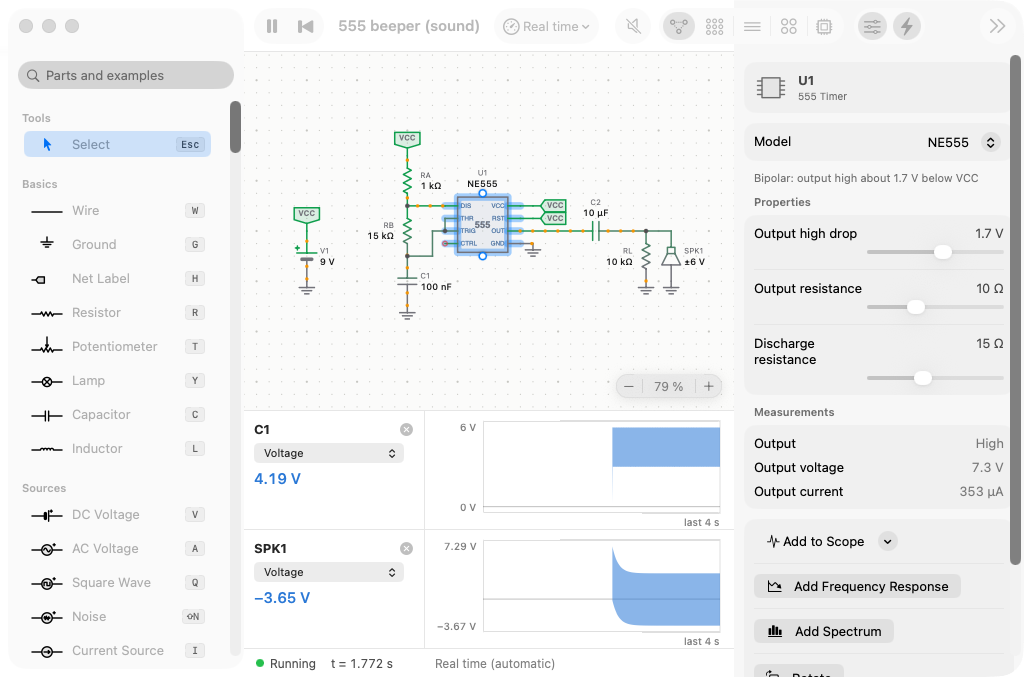 555 beeper (sound)
Real time
Parts and examples
Tools
Select Esc
Basics
Wire W
Ground G
Net Label H
Resistor R
Potentiometer T
Lamp Y
Capacitor C
Inductor L
Sources
DC Voltage V
AC Voltage A
Square Wave Q
Noise ⇧N
Current Source I
VCC
RA
1 kΩ
U1
NE555
VCC
V1
9 V
RB
15 kΩ
DIS VCC
THR RST
555
TRIG OUT
CTRL GND
VCC
VCC
C2
10 µF
C1
100 nF
RL
10 kΩ
SPK1
±6 V
79 %
C1
Voltage
4.19 V
6 V
0 V
last 4 s
SPK1
Voltage
−3.65 V
7.29 V
−3.67 V
last 4 s
Running t = 1.772 s Real time (automatic)
U1
555 Timer
Model NE555
Bipolar: output high about 1.7 V below VCC
Properties
Output high drop 1.7 V
Output resistance 10 Ω
Discharge 15 Ω
resistance
Measurements
Output High
Output voltage 7.3 V
Output current 353 µA
Add to Scope
Add Frequency Response
Add Spectrum
Rotate